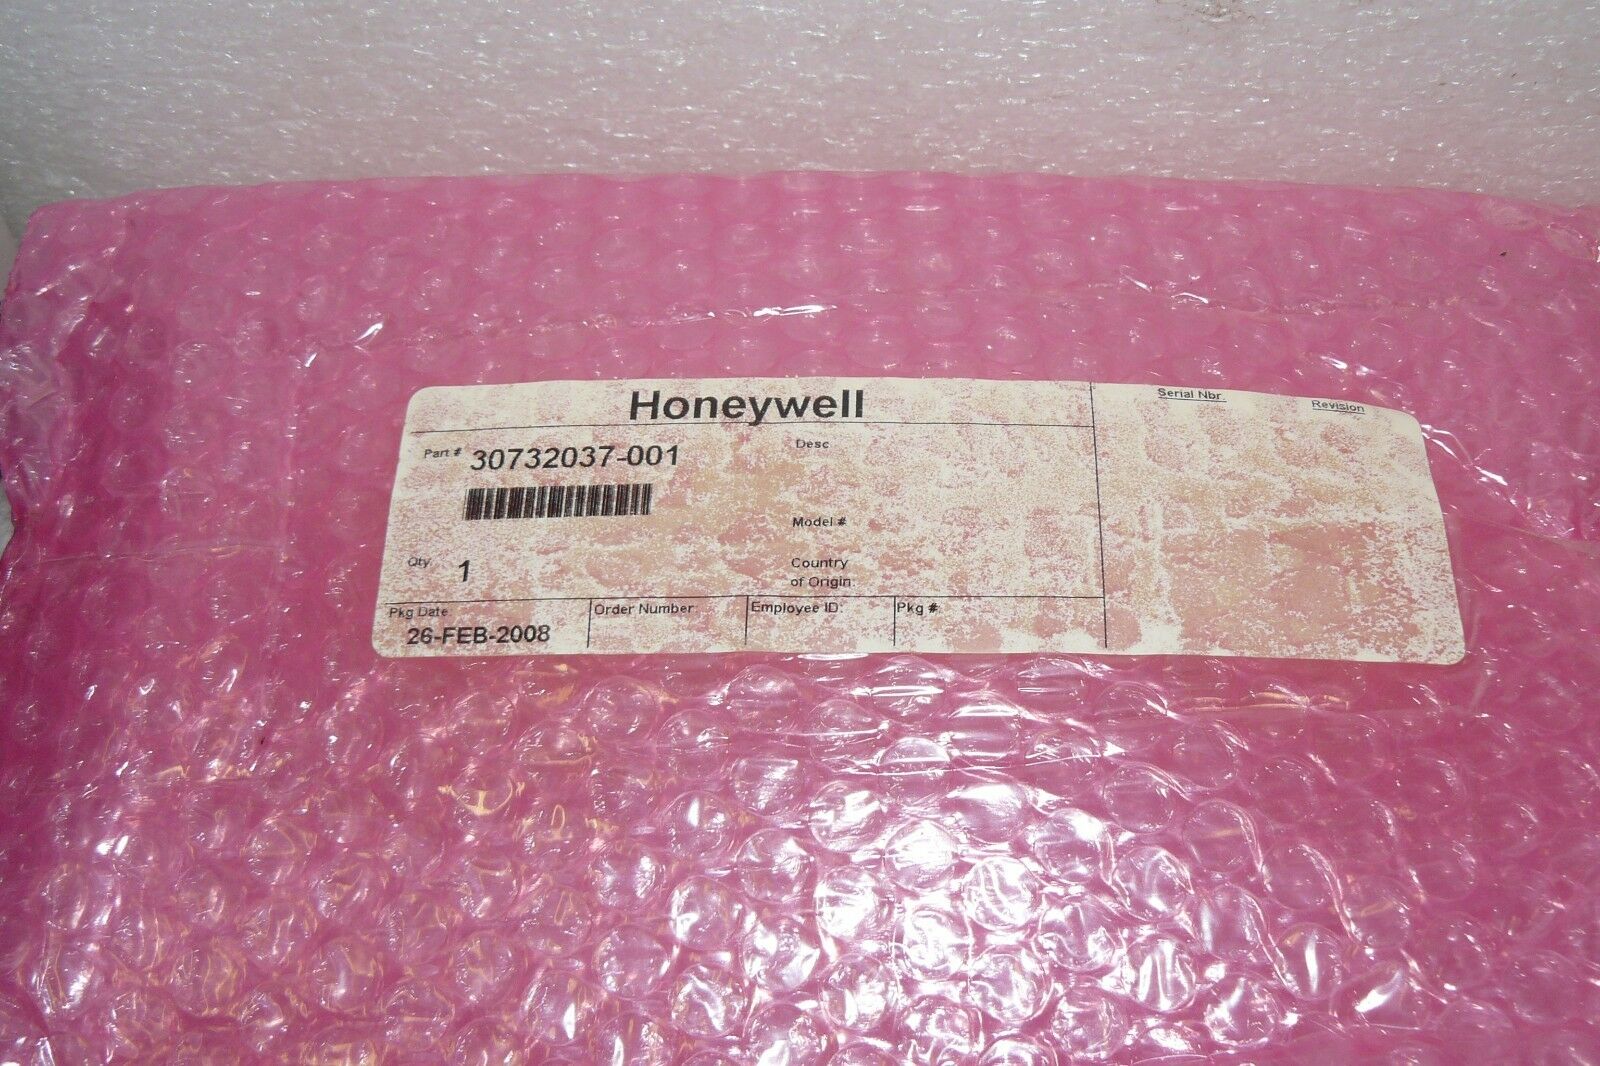 Honeywell
Serial Nbr.
Revision
Part # 30732037-001
Desc
Model #
Qty. 1
Country
of Origin:
Pkg Date:
26-FEB-2008
Order Number:
Employee ID:
Pkg #: